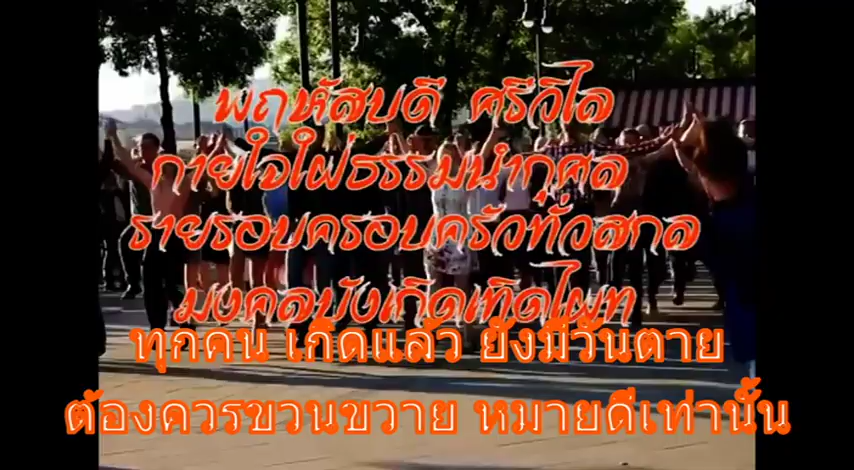 พฤหัสบดี ศรีวิไล
กายใจใฝ่ธรรมนำกุศล
รายรอบครอบครัวทั่วสกล
มงคลบังเกิดเทิดไผท
ทุกคน เกิดแล้ว ยังมีวันตาย
ต้องควรขวนขวาย หมายดีเท่านั้น